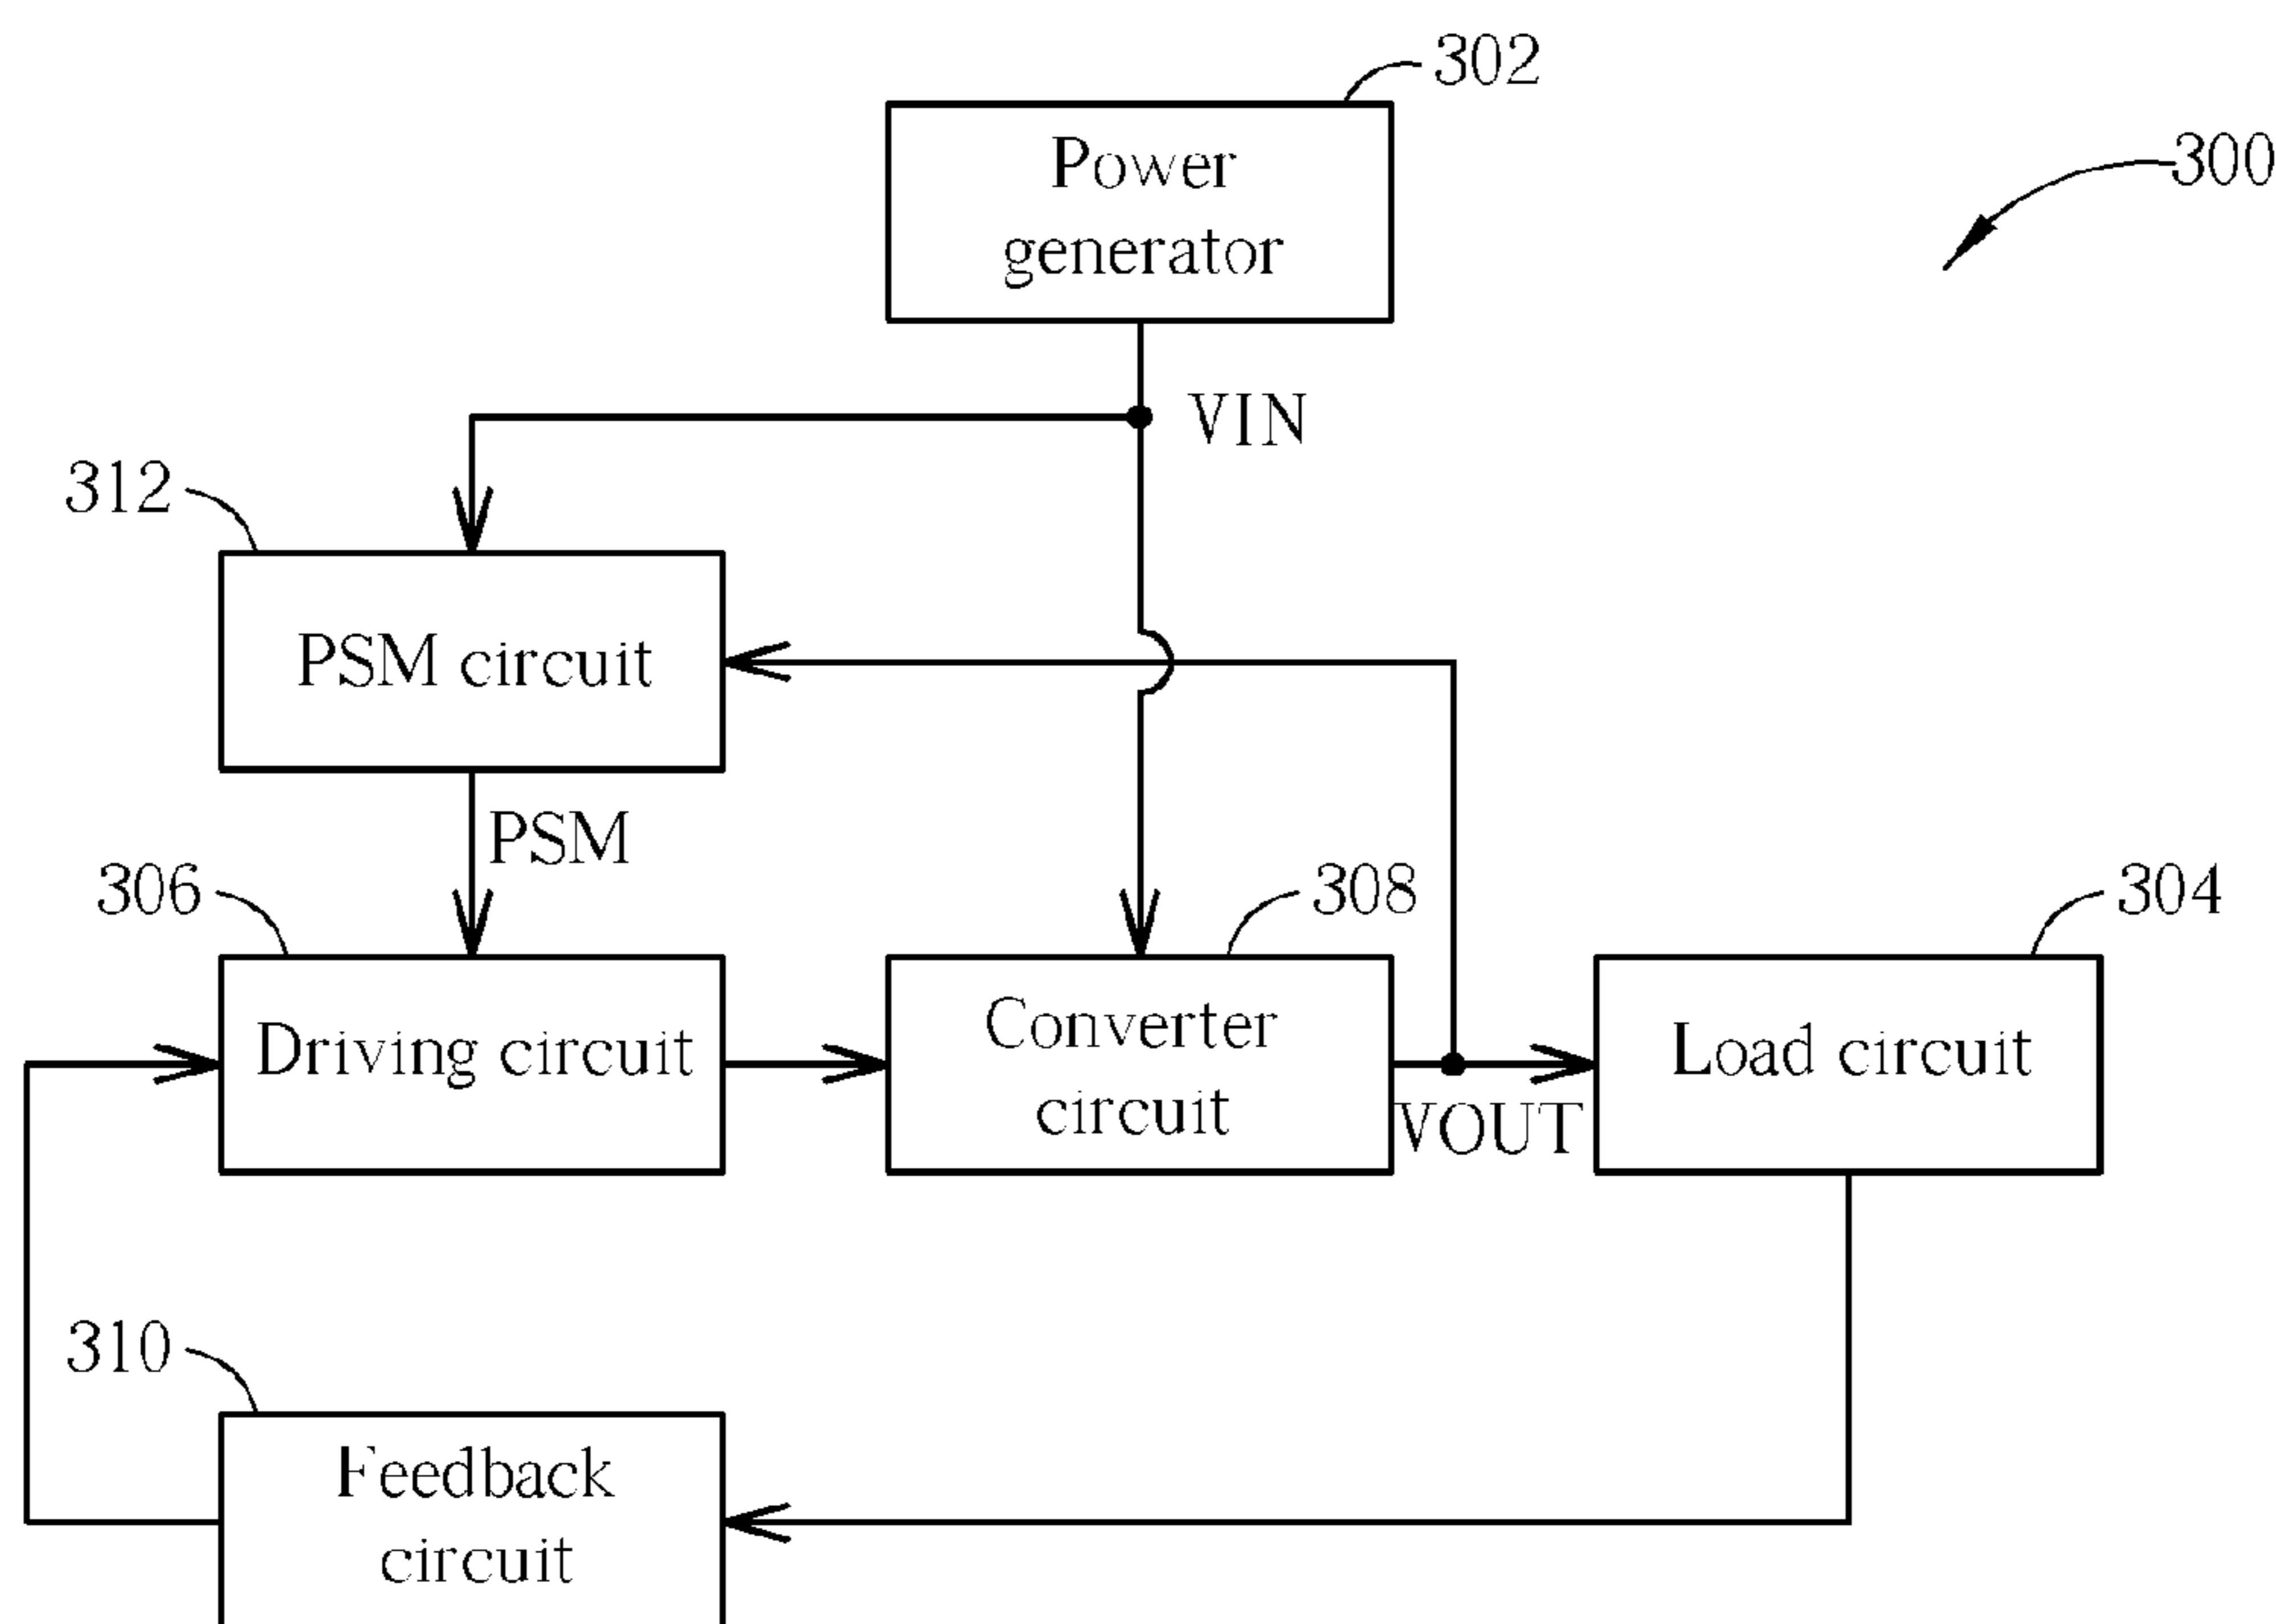 302
Power
generator
300
VIN
312
PSM circuit
PSM
306
308
304
Driving circuit
Converter
circuit
VOUT
Load circuit
310
Feedback
circuit